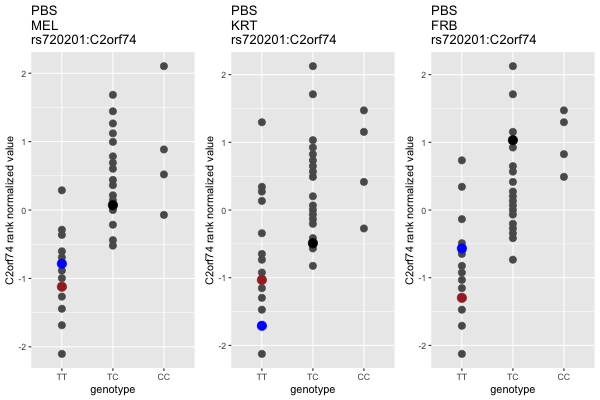 PBS
MEL
rs720201:C2orf74
C2orf74 rank normalized value
2
1
0
-1
-2
TT
TC
CC
genotype
PBS
KRT
rs720201:C2orf74
C2orf74 rank normalized value
2
1
0
-1
-2
TT
TC
CC
genotype
PBS
FRB
rs720201:C2orf74
C2orf74 rank normalized value
2
1
0
-1
-2
TT
TC
CC
genotype